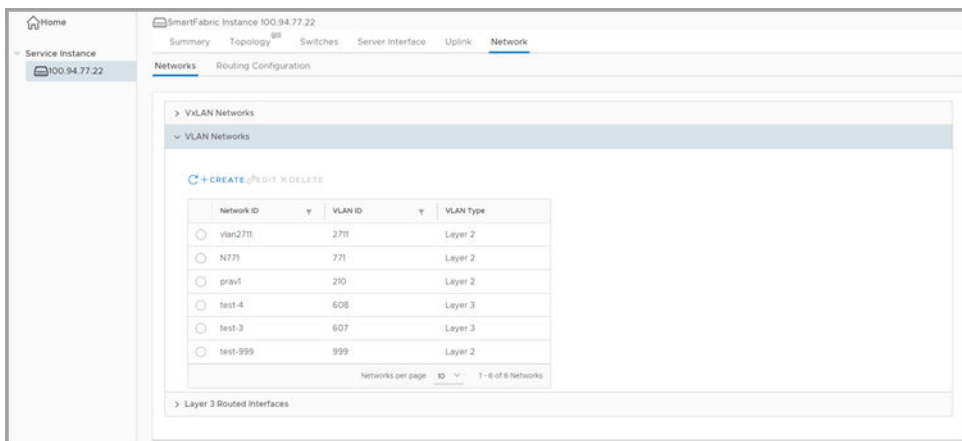 Home
SmartFabric Instance 100.94.77.22
Service Instance
100.94.77.22
Summary Topology Switches Server Interface Uplink Network
Networks Routing Configuration
VxLAN Networks
VLAN Networks
CREATE EDIT DELETE
Network ID VLAN ID VLAN Type
vlan2711 2711 Layer 2
N771 771 Layer 2
prav1 210 Layer 2
test-4 608 Layer 3
test-3 607 Layer 3
test-999 999 Layer 2
Networks per page 10 1 - 6 of 6 Networks
Layer 3 Routed Interfaces